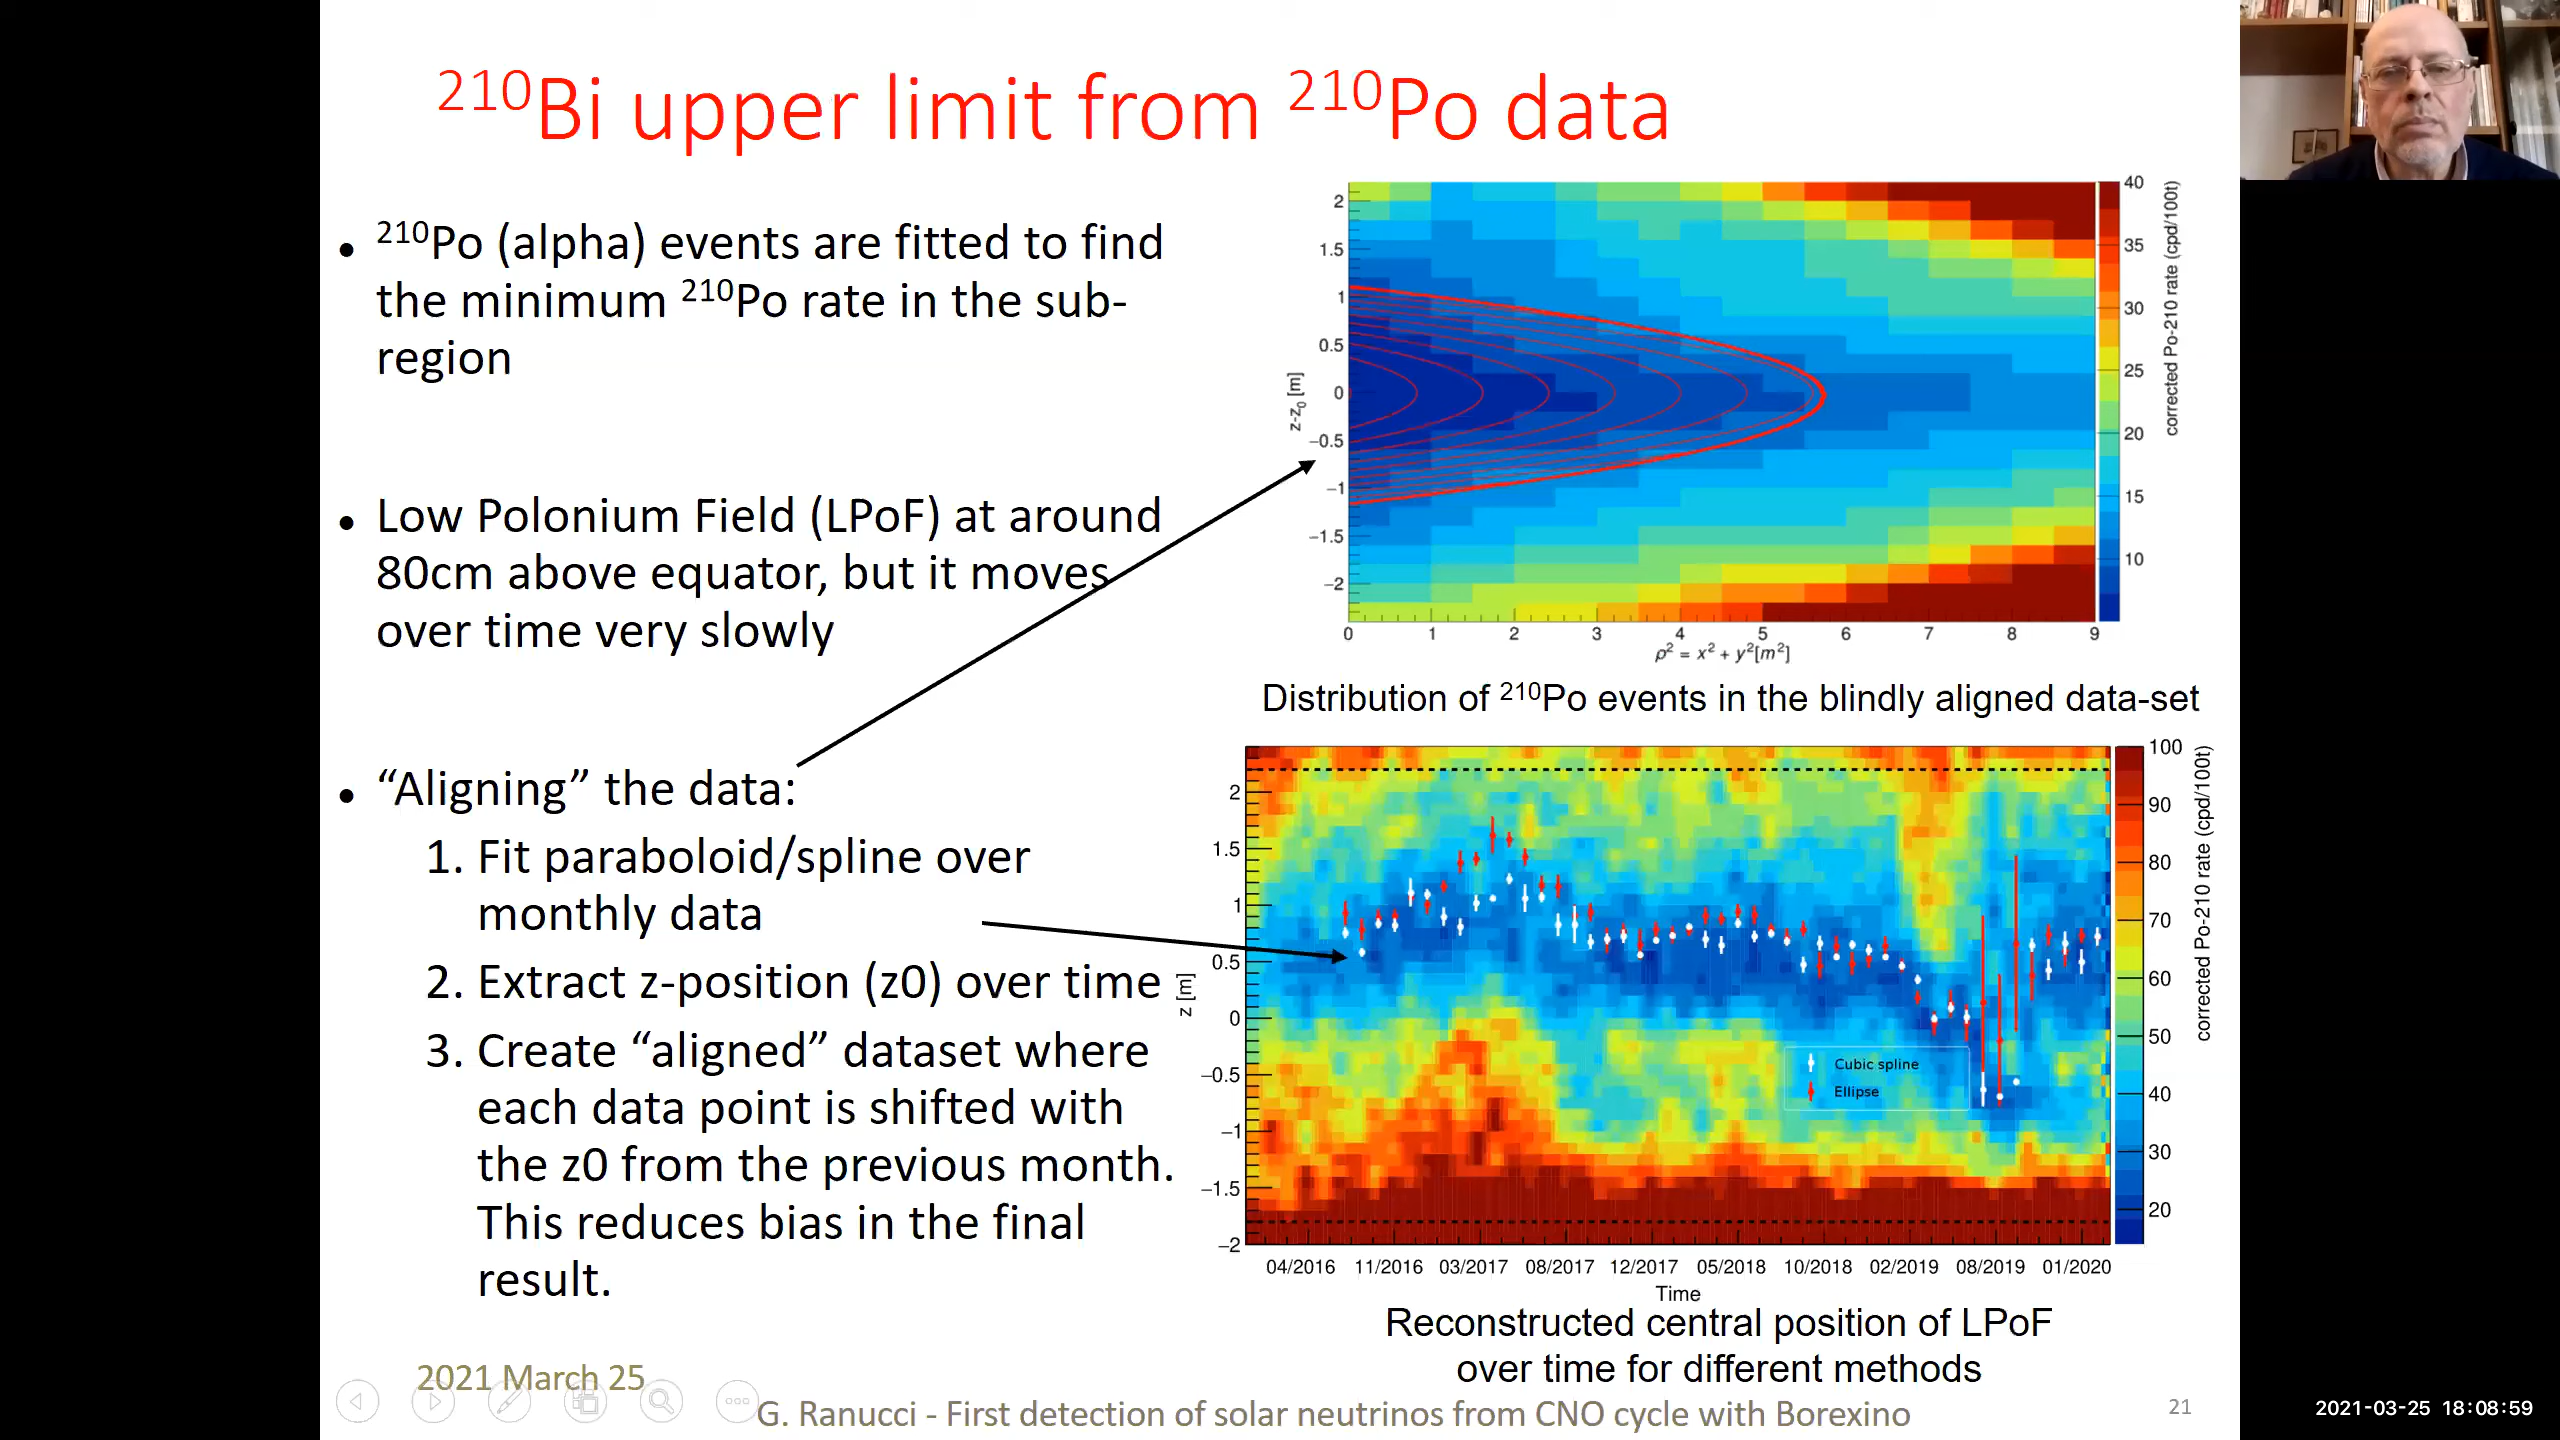 210Bi upper limit from 210Po data
• 210Po (alpha) events are fitted to find
the minimum 210Po rate in the sub-
region
• Low Polonium Field (LPoF) at around
80cm above equator, but it moves
over time very slowly
• “Aligning” the data:
1. Fit paraboloid/spline over
monthly data
2. Extract z-position (z0) over time
3. Create “aligned” dataset where
each data point is shifted with
the z0 from the previous month.
This reduces bias in the final
result.
2
1.5
1
0.5
0
−0.5
−1
−1.5
−2
z-z0 [m]
0 1 2 3 4 5 6 7 8 9
ρ2 = x2 + y2[m2]
40
35
30
25
20
15
10
corrected Po-210 rate (cpd/100t)
Distribution of 210Po events in the blindly aligned data-set
2
1.5
1
0.5
0
−0.5
−1
−1.5
−2
z [m]
Cubic spline
Ellipse
04/2016 11/2016 03/2017 08/2017 12/2017 05/2018 10/2018 02/2019 08/2019 01/2020
Time
100
90
80
70
60
50
40
30
20
corrected Po-210 rate (cpd/100t)
Reconstructed central position of LPoF
over time for different methods
2021 March 25
G. Ranucci - First detection of solar neutrinos from CNO cycle with Borexino
21
2021-03-25 18:08:59